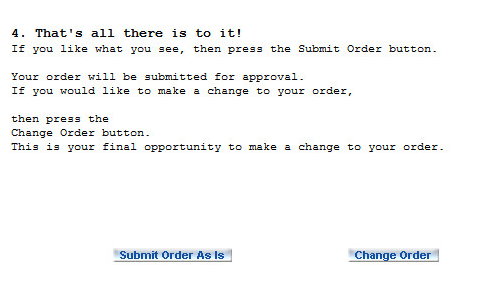 4. That's all there is to it!
If you like what you see, then press the Submit Order button.
Your order will be submitted for approval.
If you would like to make a change to your order,
then press the
Change Order button.
This is your final opportunity to make a change to your order.
Submit Order As Is
Change Order